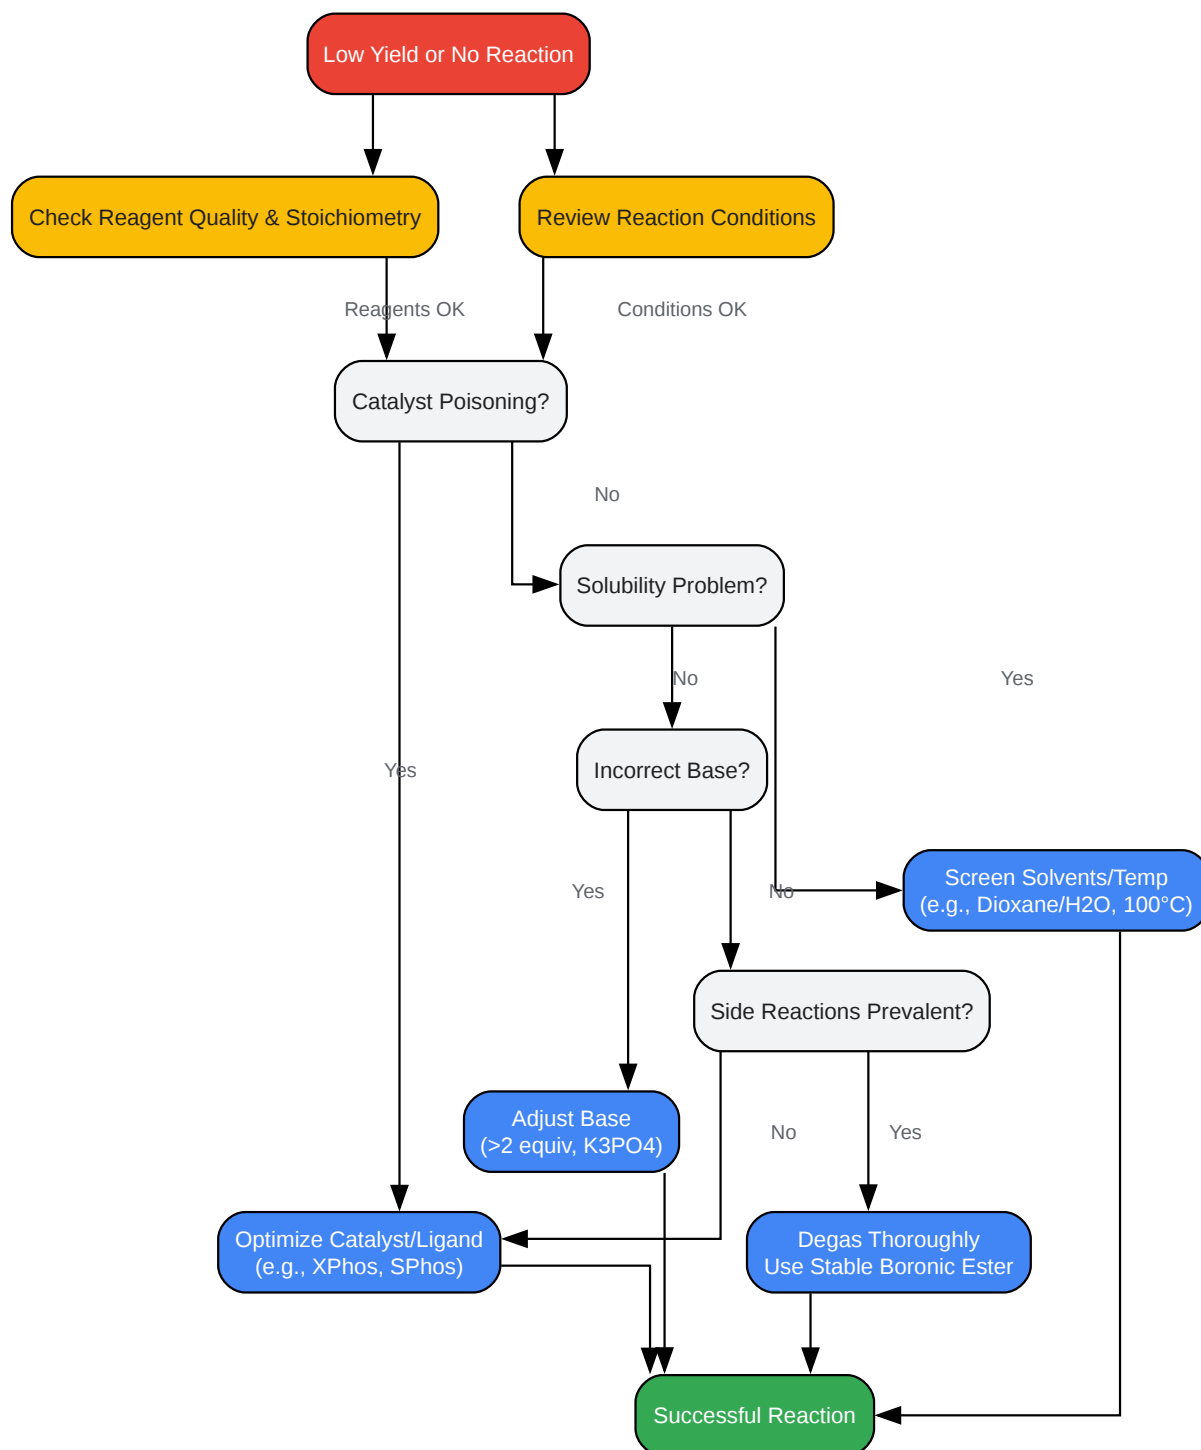 Low Yield or No Reaction
Check Reagent Quality & Stoichiometry
Review Reaction Conditions
Reagents OK
Conditions OK
Catalyst Poisoning?
No
Solubility Problem?
No
Yes
Yes
Incorrect Base?
Yes
No
Screen Solvents/Temp
(e.g., Dioxane/H2O, 100°C)
Side Reactions Prevalent?
Adjust Base
(>2 equiv, K3PO4)
No
Yes
Optimize Catalyst/Ligand
(e.g., XPhos, SPhos)
Degas Thoroughly
Use Stable Boronic Ester
Successful Reaction